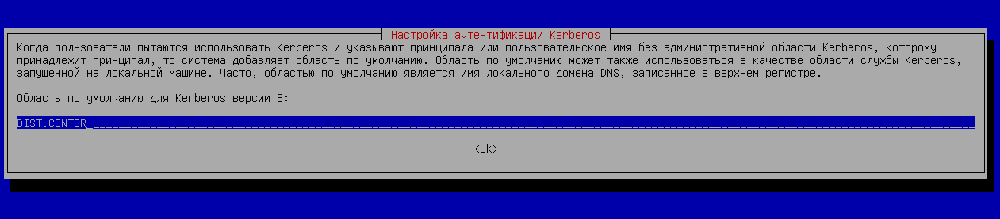 Настройка аутентификации Kerberos
Когда пользователи пытаются использовать Kerberos и указывают принципала или пользовательское имя без административной области Kerberos, которому
принадлежит принципал, то система добавляет область по умолчанию. Область по умолчанию может также использоваться в качестве области службы Kerberos,
запущенной на локальной машине. Часто, областью по умолчанию является имя локального домена DNS, записанное в верхнем регистре.
Область по умолчанию для Kerberos версии 5:
DIST.CENTER
<Ok>